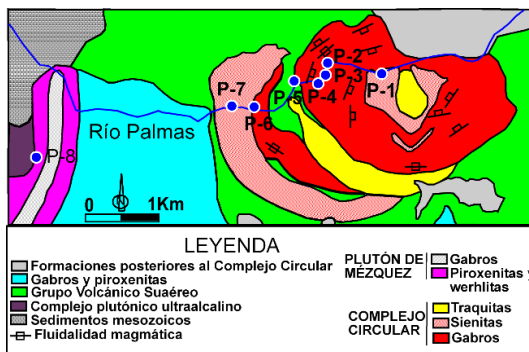 P-2
P-3
P-1
P-7
P-5
P-4
P-6
Río Palmas
P-8
N
0 1Km
LEYENDA
Formaciones posteriores al Complejo Circular
Gabros y piroxenitas
Grupo Volcánico Suaéreo
Complejo plutónico ultraalcalino
Sedimentos mesozoicos
Fluidalidad magmática
PLUTÓN DE MÉZQUEZ
Gabros
Piroxenitas y werhlitas
COMPLEJO CIRCULAR
Traquitas
Sienitas
Gabros